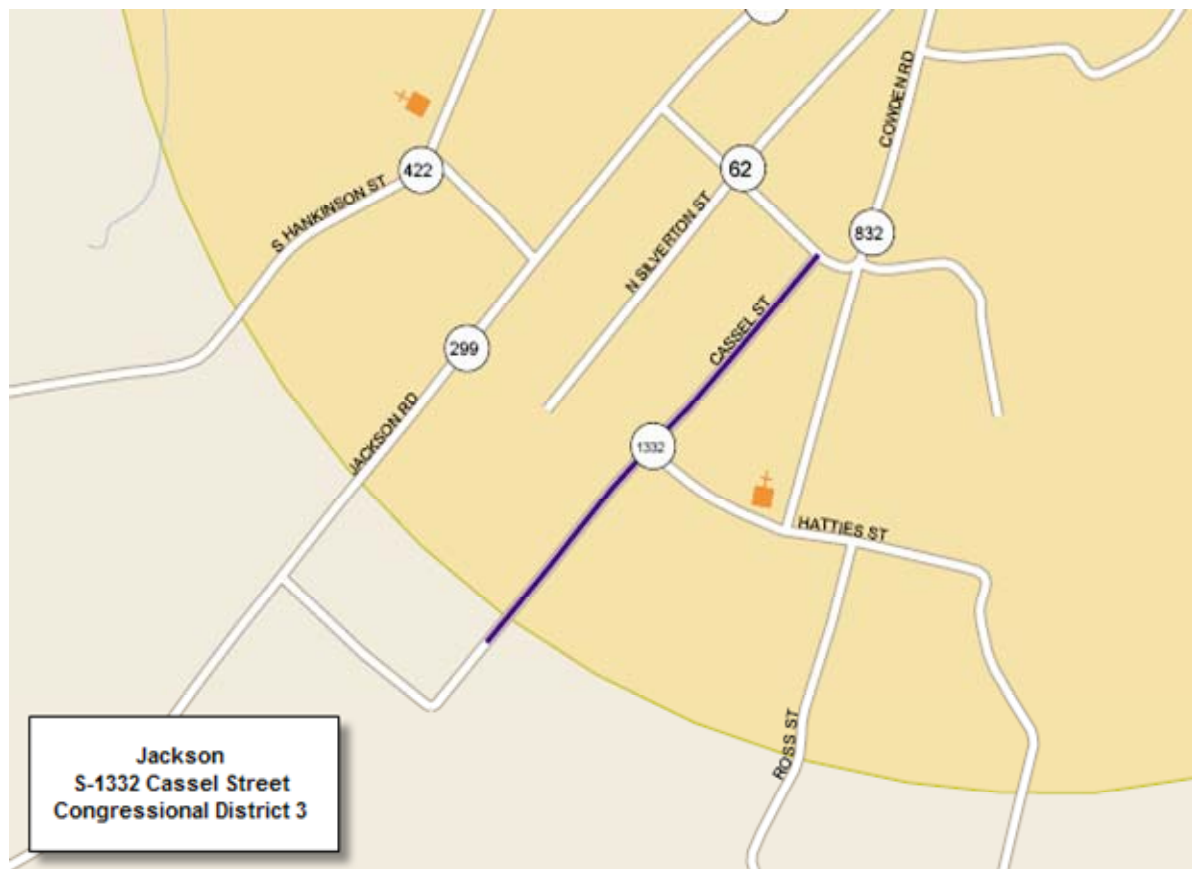 COWDEN RD
422
62
S HANKINSON ST
N SILVERTON ST
832
299
CASSEL ST
JACKSON RD
1332
HATTIES ST
ROSS ST
Jackson
S-1332 Cassel Street
Congressional District 3